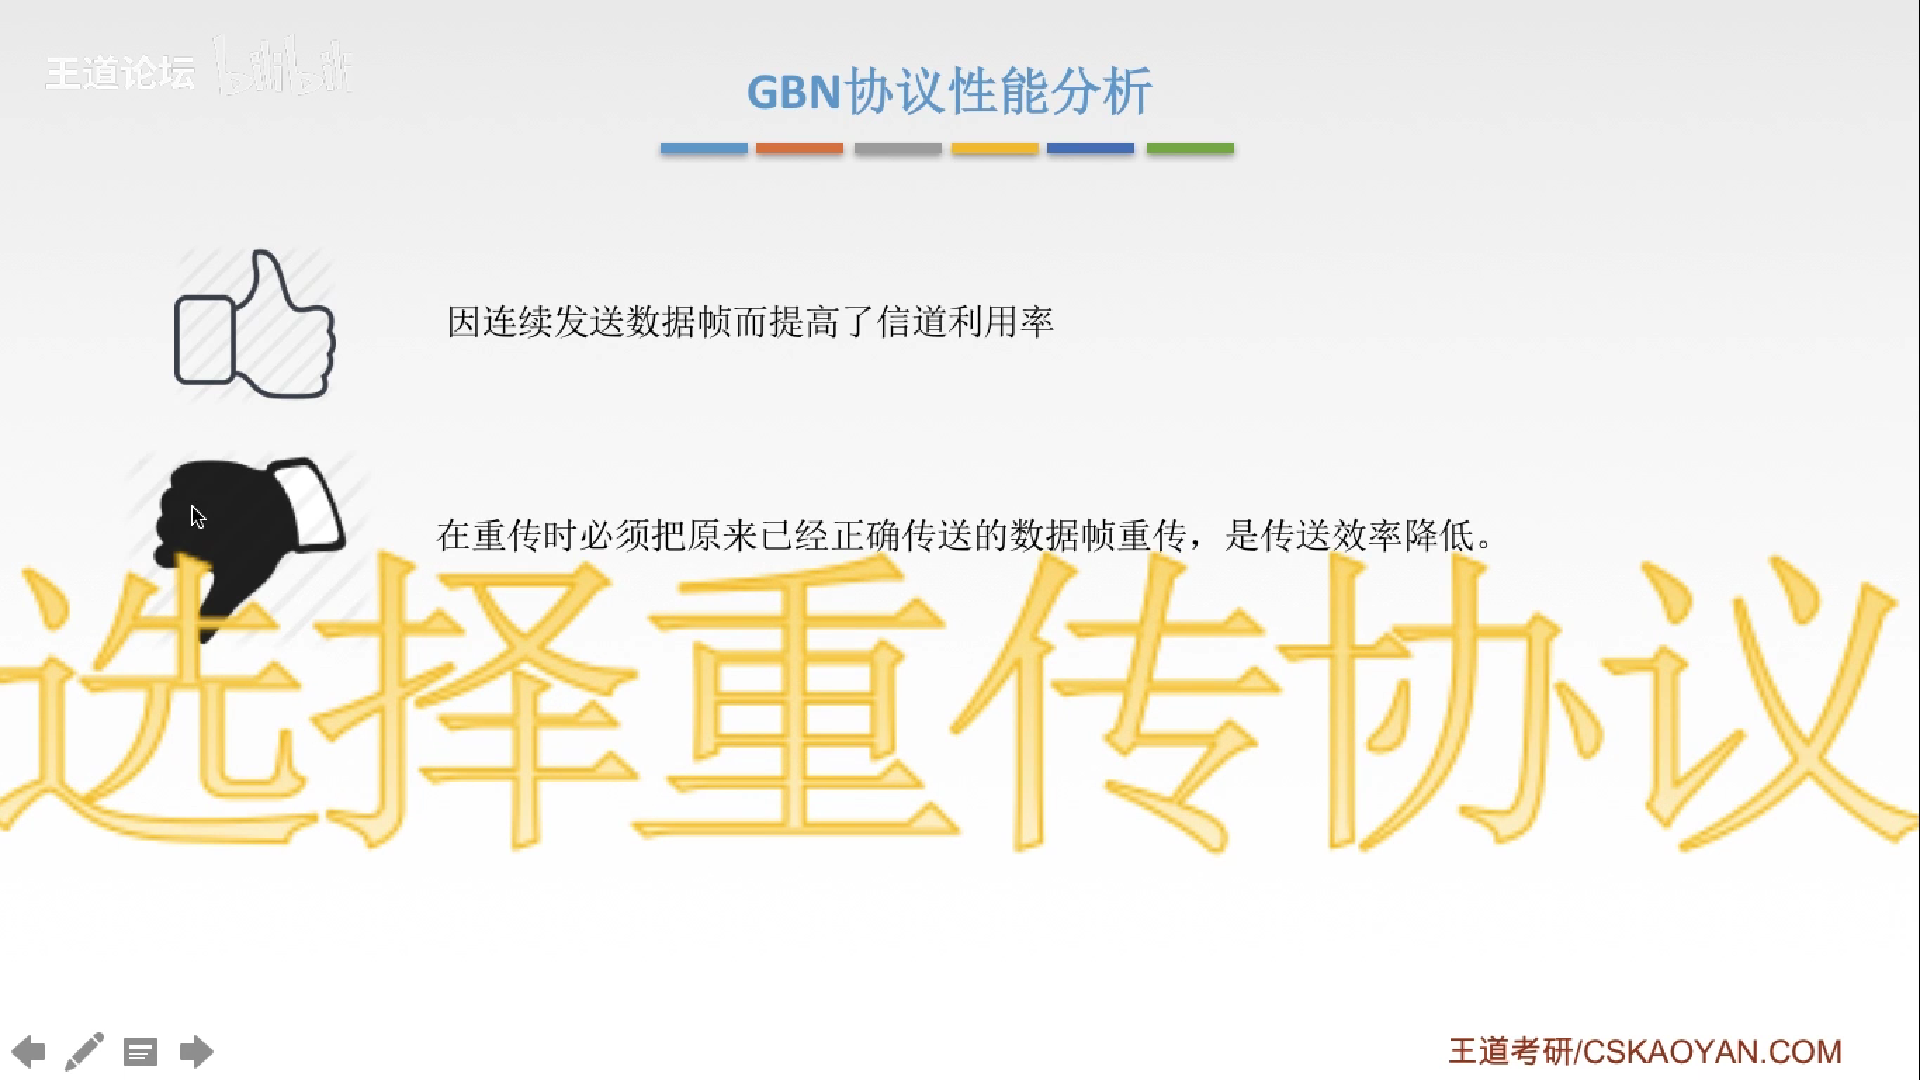 王道论坛 bilibili
GBN协议性能分析
因连续发送数据帧而提高了信道利用率
在重传时必须把原来已经正确传送的数据帧重传，是传送效率降低。
选择重传协议
王道考研/CSKAOYAN.COM